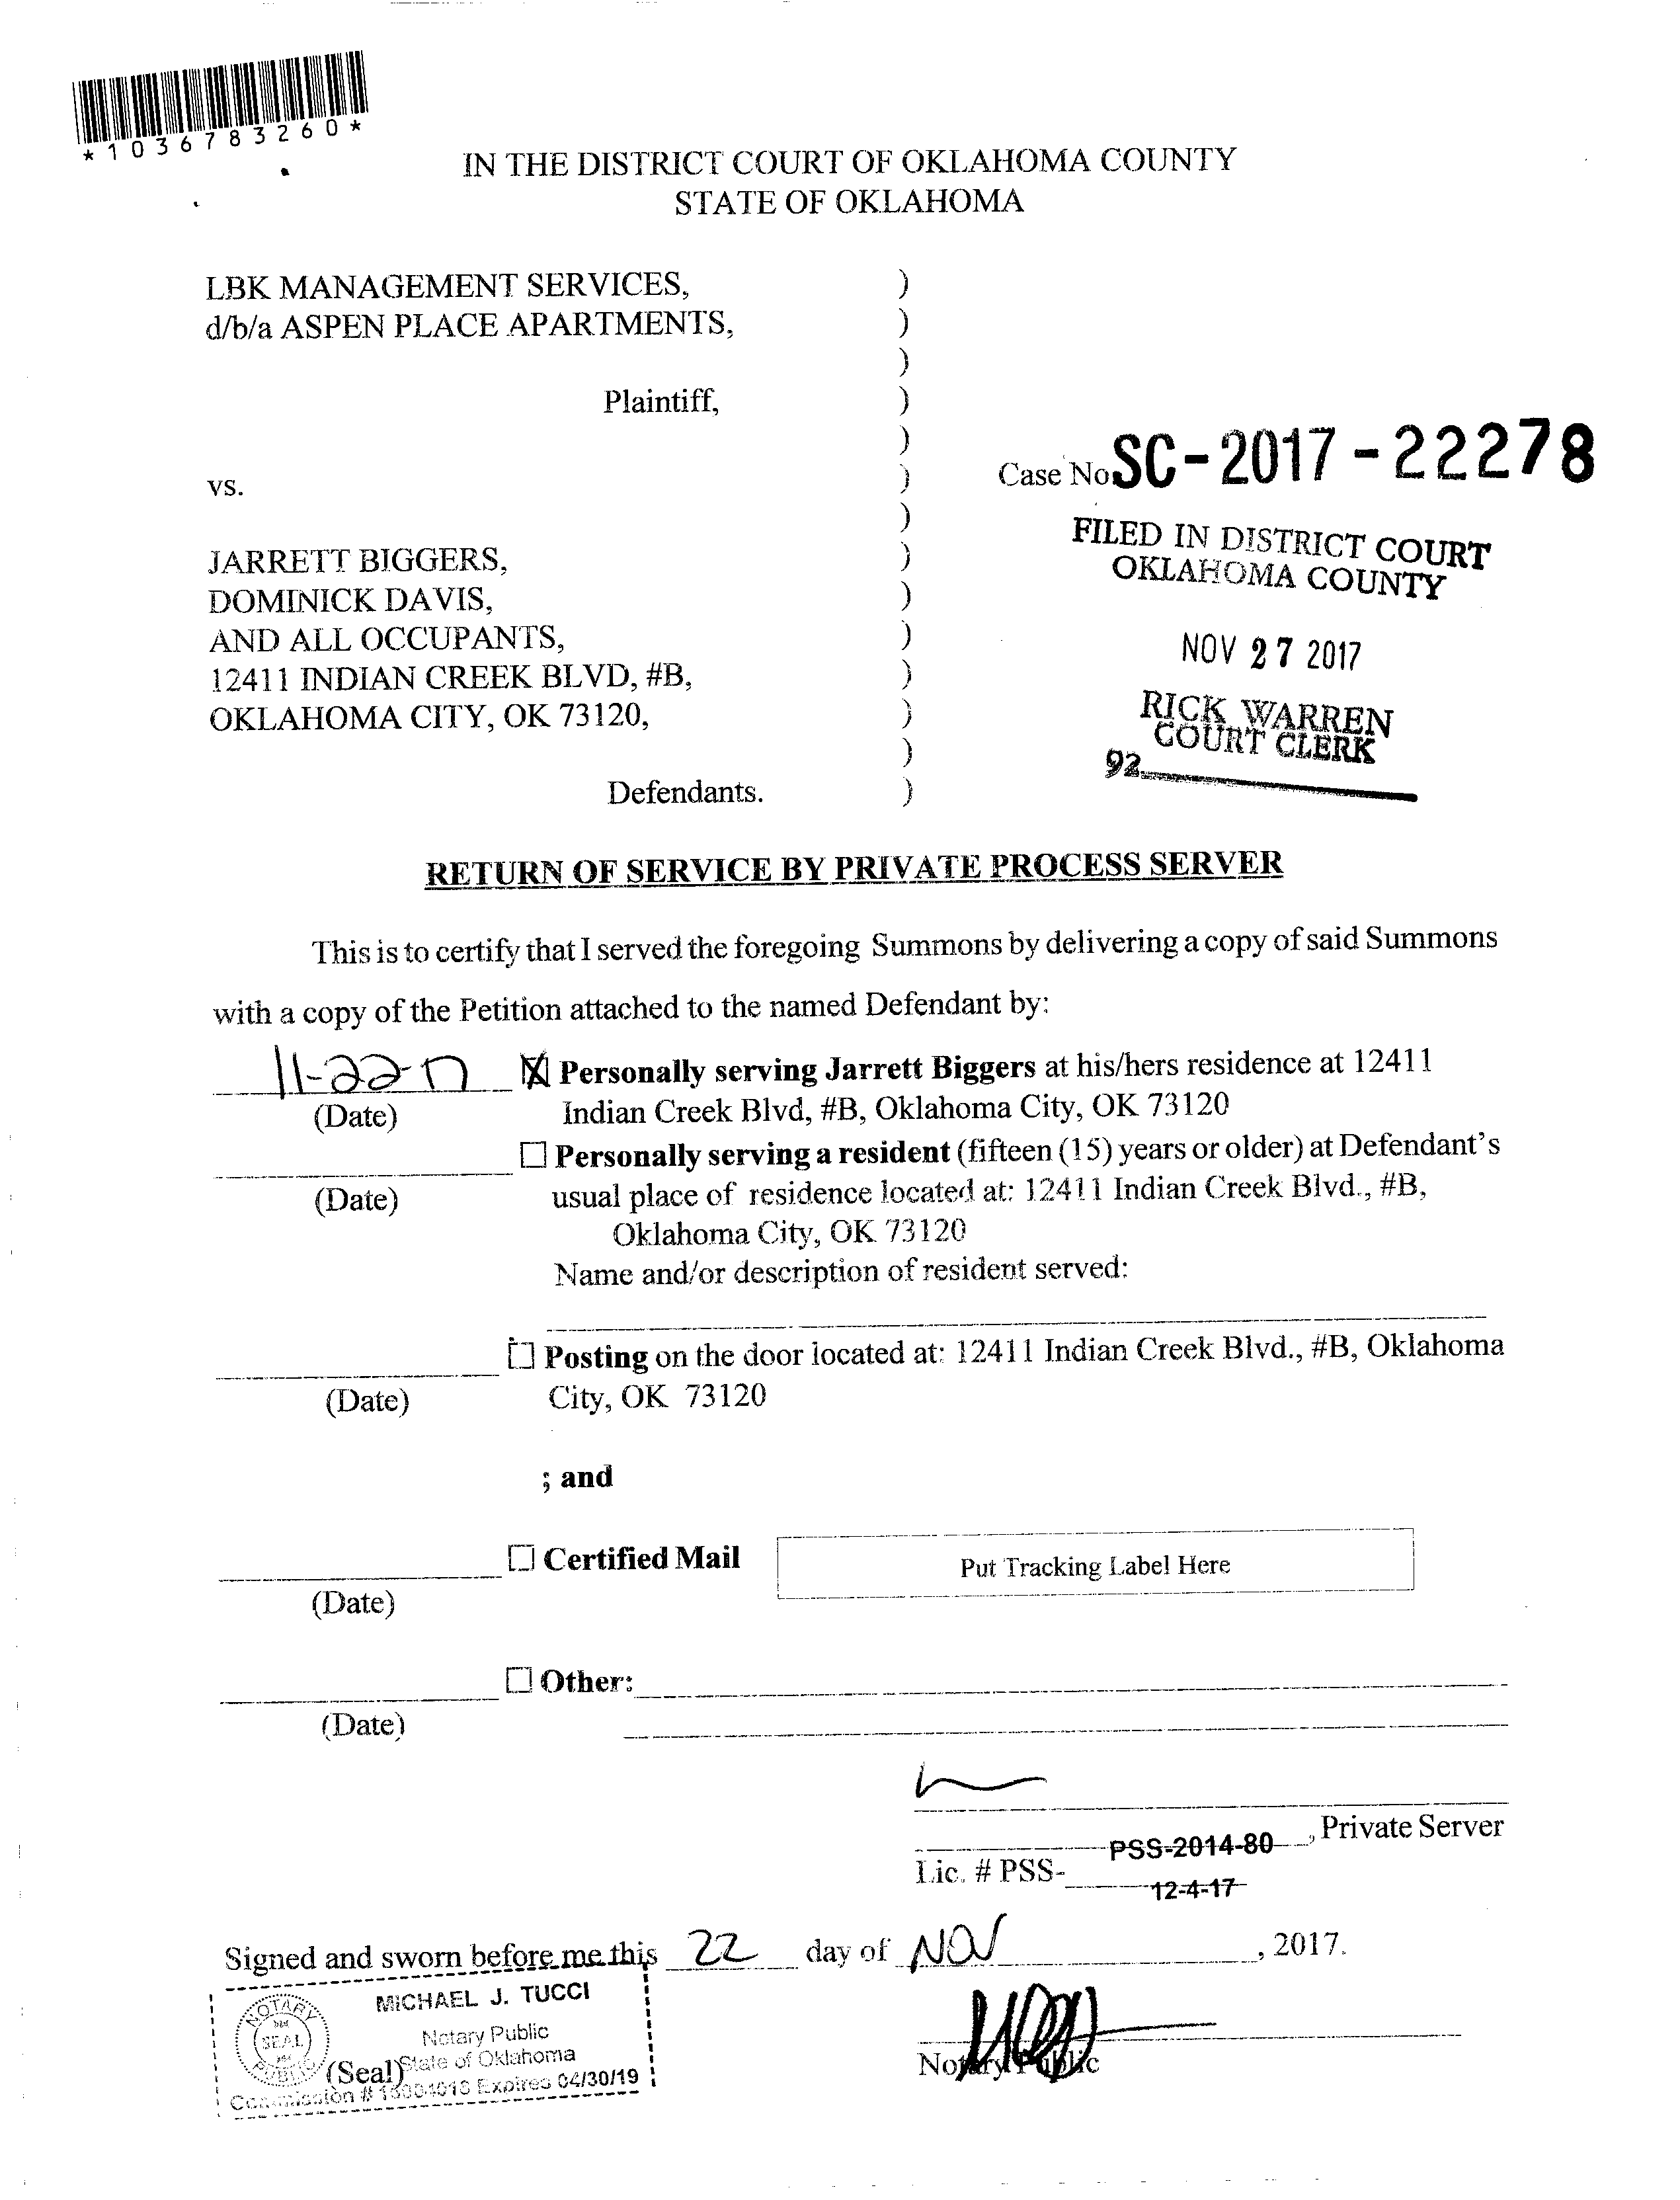 *1036783260*
IN THE DISTRICT COURT OF OKLAHOMA COUNTY
STATE OF OKLAHOMA
LBK MANAGEMENT SERVICES, )
d/b/a ASPEN PLACE APARTMENTS, )
)
Plaintiff, )
)
vs. )
Case No. SC-2017-22278
)
JARRETT BIGGERS, )
DOMINICK DAVIS, )
AND ALL OCCUPANTS, )
12411 INDIAN CREEK BLVD, #B, )
OKLAHOMA CITY, OK 73120, )
)
Defendants. )
FILED IN DISTRICT COURT
OKLAHOMA COUNTY
NOV 27 2017
RICK WARREN
COURT CLERK
92
RETURN OF SERVICE BY PRIVATE PROCESS SERVER
This is to certify that I served the foregoing Summons by delivering a copy of said Summons
with a copy of the Petition attached to the named Defendant by:
11-22-17 ☒ Personally serving Jarrett Biggers at his/hers residence at 12411
(Date) Indian Creek Blvd, #B, Oklahoma City, OK 73120
☐ Personally serving a resident (fifteen (15) years or older) at Defendant's
(Date) usual place of residence located at: 12411 Indian Creek Blvd., #B,
Oklahoma City, OK 73120
Name and/or description of resident served:
☐ Posting on the door located at: 12411 Indian Creek Blvd., #B, Oklahoma
(Date) City, OK 73120
; and
☐ Certified Mail Put Tracking Label Here
(Date)
☐ Other:
(Date)
PSS-2014-80, Private Server
Lic. # PSS- 12-4-17
Signed and sworn before me this 22 day of NOV, 2017.
MICHAEL J. TUCCI
NOTARY
SEAL
PUBLIC
Notary Public
(Seal) State of Oklahoma
Commission # Expires 04/30/19
Notary Public